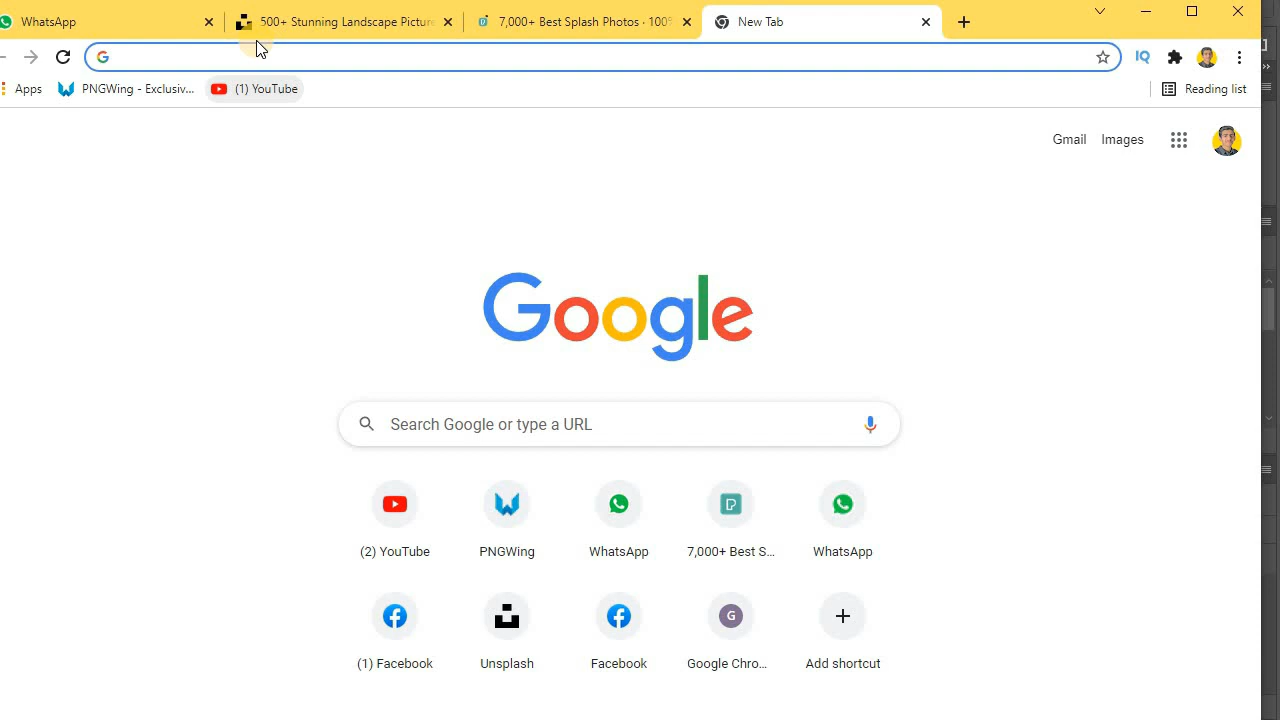 WhatsApp
500+ Stunning Landscape Picture
7,000+ Best Splash Photos · 100%
New Tab
G
IQ
Apps
PNGWing - Exclusiv...
(1) YouTube
Reading list
Gmail
Images
Google
Search Google or type a URL
(2) YouTube
PNGWing
WhatsApp
7,000+ Best S...
WhatsApp
G
(1) Facebook
Unsplash
Facebook
Google Chro...
Add shortcut